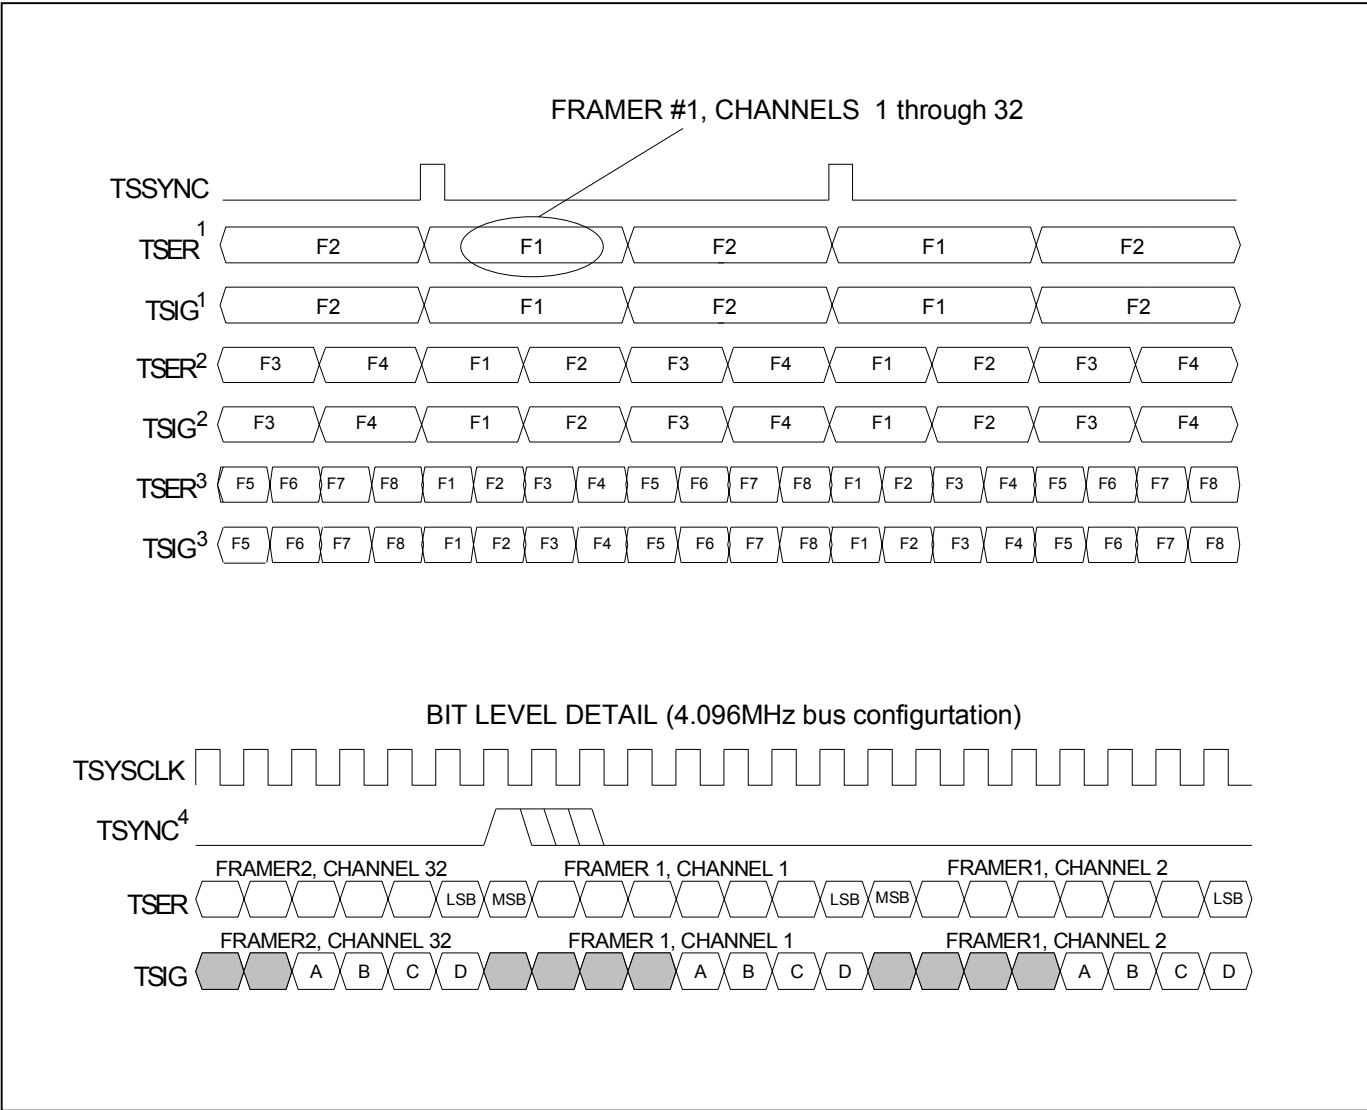 FRAMER #1, CHANNELS 1 through 32
TSSYNC
TSER1 F2 F1 F2 F1 F2
TSIG1 F2 F1 F2 F1 F2
TSER2 F3 F4 F1 F2 F3 F4 F1 F2 F3 F4
TSIG2 F3 F4 F1 F2 F3 F4 F1 F2 F3 F4
TSER3 F5 F6 F7 F8 F1 F2 F3 F4 F5 F6 F7 F8 F1 F2 F3 F4 F5 F6 F7 F8
TSIG3 F5 F6 F7 F8 F1 F2 F3 F4 F5 F6 F7 F8 F1 F2 F3 F4 F5 F6 F7 F8
BIT LEVEL DETAIL (4.096MHz bus configurtation)
TSYSCLK
TSYNC4
FRAMER2, CHANNEL 32 FRAMER 1, CHANNEL 1 FRAMER1, CHANNEL 2
TSER LSB MSB LSB MSB LSB
FRAMER2, CHANNEL 32 FRAMER 1, CHANNEL 1 FRAMER1, CHANNEL 2
TSIG A B C D A B C D A B C D